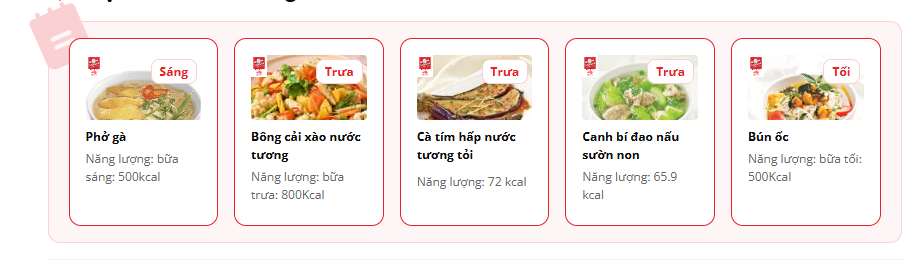 Sáng
Phở gà
Năng lượng: bữa
sáng: 500kcal
Trưa
Bông cải xào nước
tương
Năng lượng: bữa
trưa: 800Kcal
Trưa
Cà tím hấp nước
tương tỏi
Năng lượng: 72 kcal
Trưa
Canh bí đao nấu
sườn non
Năng lượng: 65.9
kcal
Tối
Bún ốc
Năng lượng: bữa tối:
500Kcal